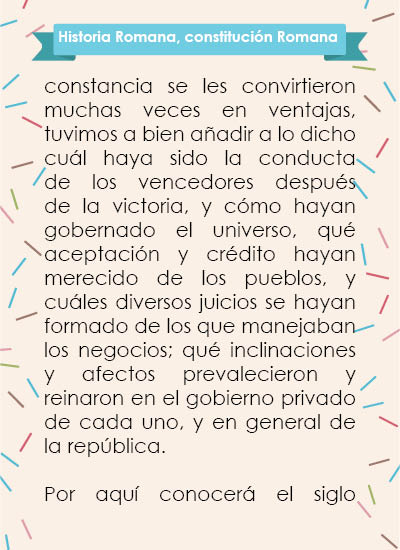 Historia Romana, constitución Romana
constancia se les convirtieron
muchas veces en ventajas,
tuvimos a bien añadir a lo dicho
cuál haya sido la conducta
de los vencedores después
de la victoria, y cómo hayan
gobernado el universo, qué
aceptación y crédito hayan
merecido de los pueblos, y
cuáles diversos juicios se hayan
formado de los que manejaban
los negocios; qué inclinaciones
y afectos prevalecieron y
reinaron en el gobierno privado
de cada uno, y en general de
la república.
Por aquí conocerá el siglo